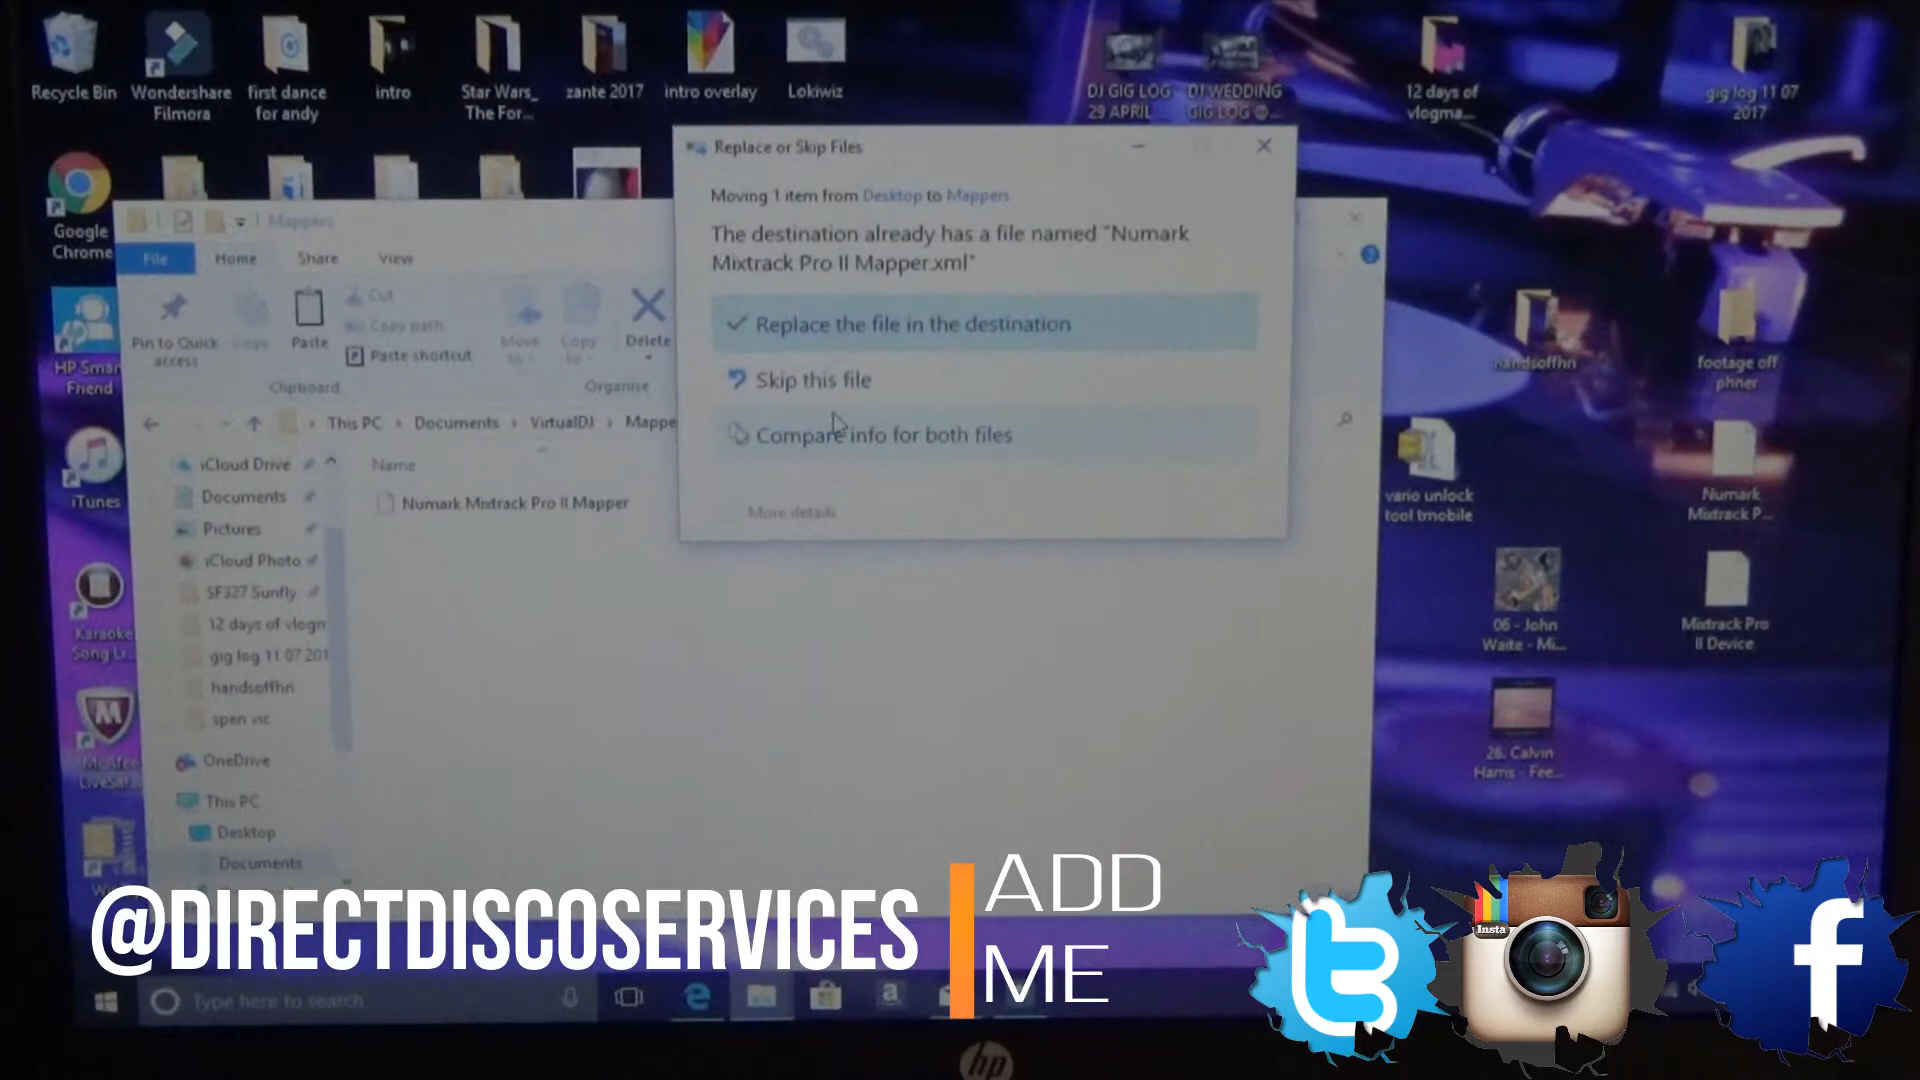 Recycle Bin
Wondershare
Filmora
first dance
for andy
intro
Star Wars_
The For...
zante 2017
intro overlay
Lokiwiz
DJ GIG LOG
29 APRIL
DJ WEDDING
GIG LOG
12 days of
vlogma...
gig log 11 07
2017
Google
Chrome
HP Smar
Friend
iTunes
Karaoke
Song Li...
McAfee
LiveSaf...
Mappers
File
Home
Share
View
Pin to Quick
access
Copy
Paste
Cut
Copy path
Paste shortcut
Clipboard
Move
to
Copy
to
Delete
Organise
This PC
Documents
VirtualDJ
Mappe
iCloud Drive
Documents
Pictures
iCloud Photo
SF327 Sunfly
12 days of vlogn
gig log 11 07 201
handsoffhn
spen vic
OneDrive
This PC
Desktop
Documents
Name
Numark Mixtrack Pro II Mapper
Replace or Skip Files
Moving 1 item from Desktop to Mappers
The destination already has a file named "Numark
Mixtrack Pro II Mapper.xml"
Replace the file in the destination
Skip this file
Compare info for both files
More details
handsoffhn
footage off
phner
vario unlock
tool tmobile
Numark
Mixtrack P...
06 - John
Waite - Mi...
Mixtrack Pro
II Device
26. Calvin
Harris - Fee...
@DIRECTDISCOSERVICES
ADD
ME
Insta
Type here to search
hp